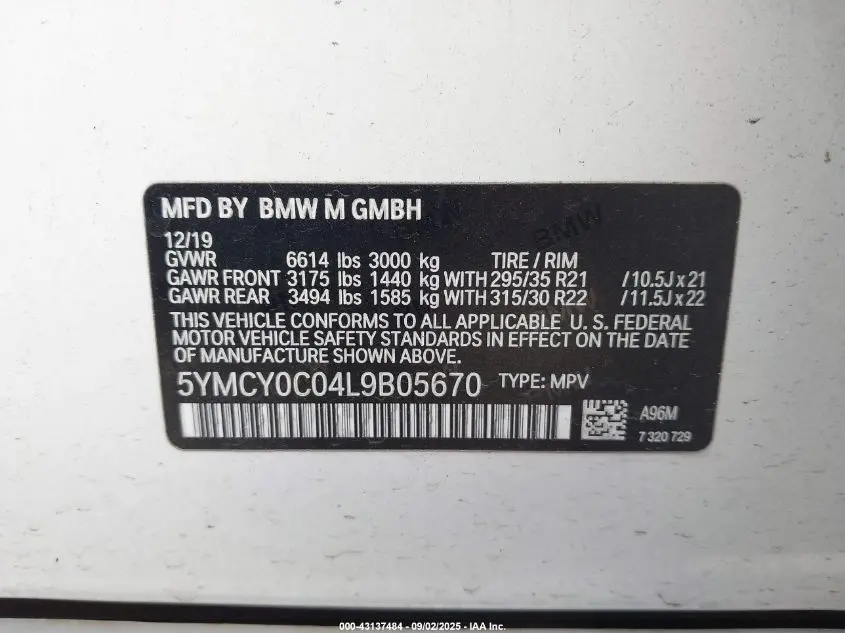 MFD BY BMW M GMBH
BMW
12/19
GVWR 6614 lbs 3000 kg TIRE / RIM
GAWR FRONT 3175 lbs 1440 kg WITH 295/35 R21 /10.5J x 21
GAWR REAR 3494 lbs 1585 kg WITH 315/30 R22 /11.5J x 22
THIS VEHICLE CONFORMS TO ALL APPLICABLE U. S. FEDERAL
MOTOR VEHICLE SAFETY STANDARDS IN EFFECT ON THE DATE
OF MANUFACTURE SHOWN ABOVE.
5YMCY0C04L9B05670 TYPE: MPV
A96M
7 320 729
000-43137484 - 09/02/2025 - IAA Inc.